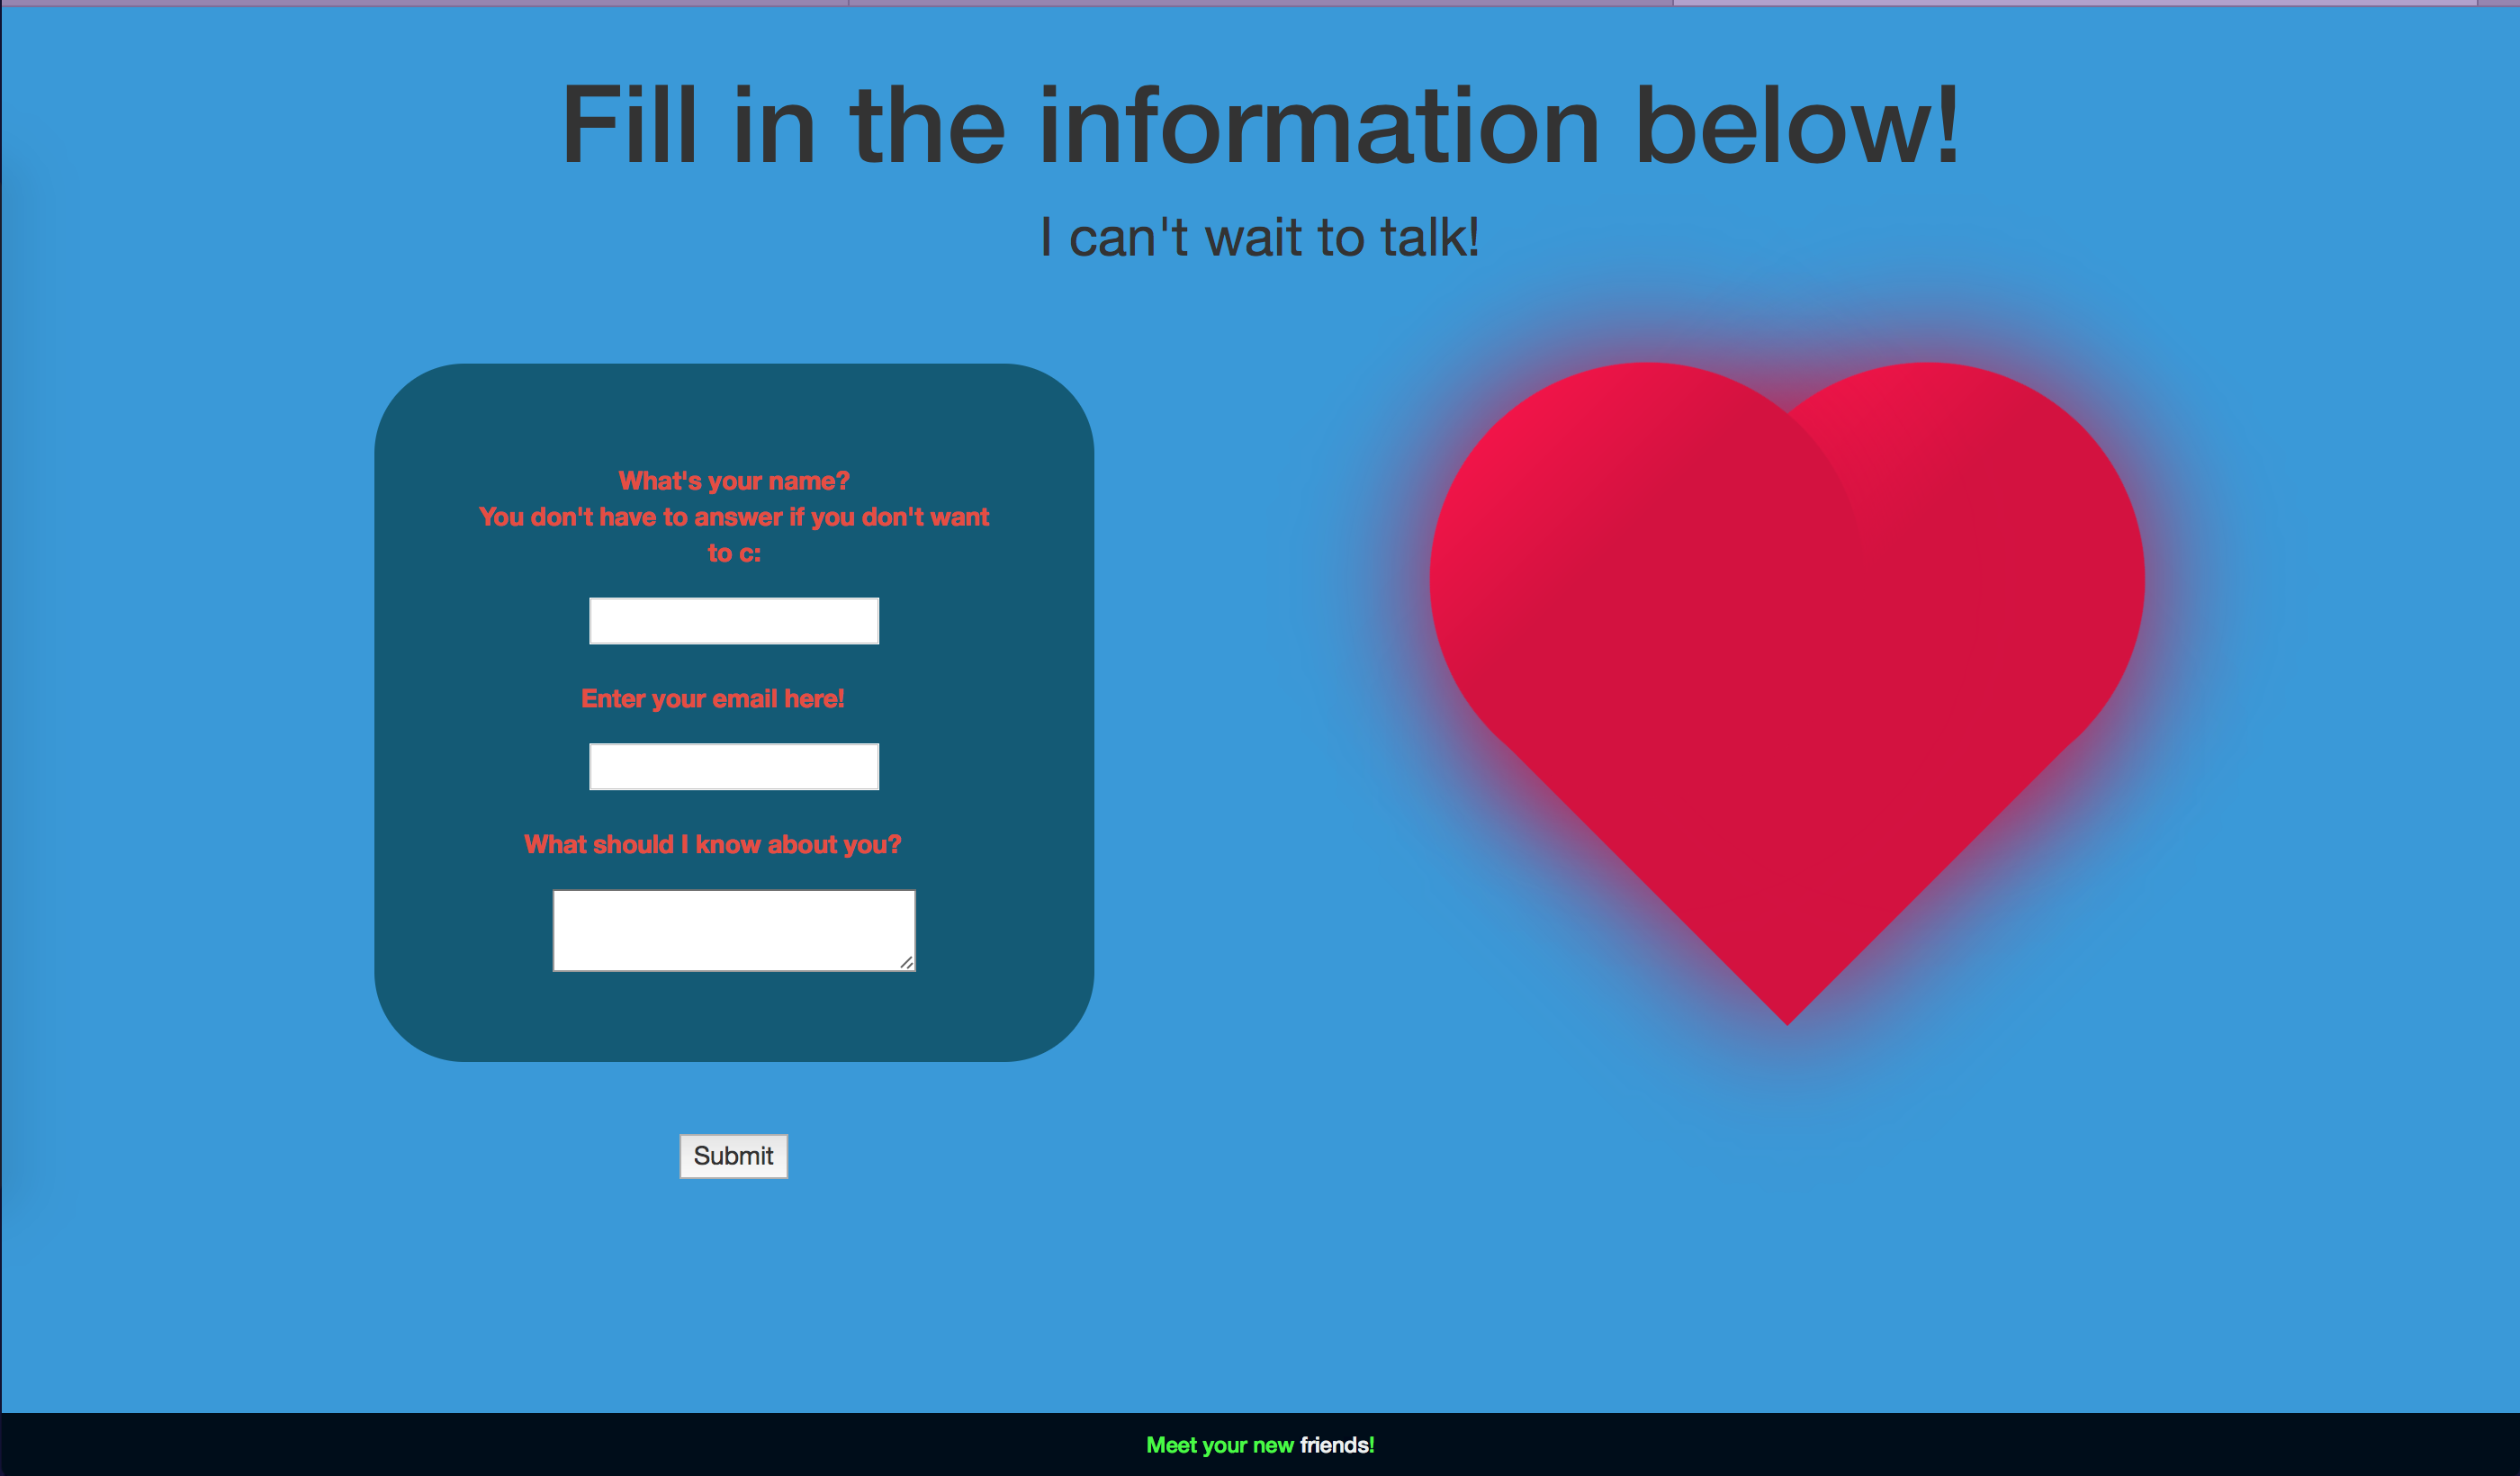 Fill in the information below!
I can't wait to talk!
What's your name?
You don't have to answer if you don't want
to c:
Enter your email here!
What should I know about you?
Submit
Meet your new friends!